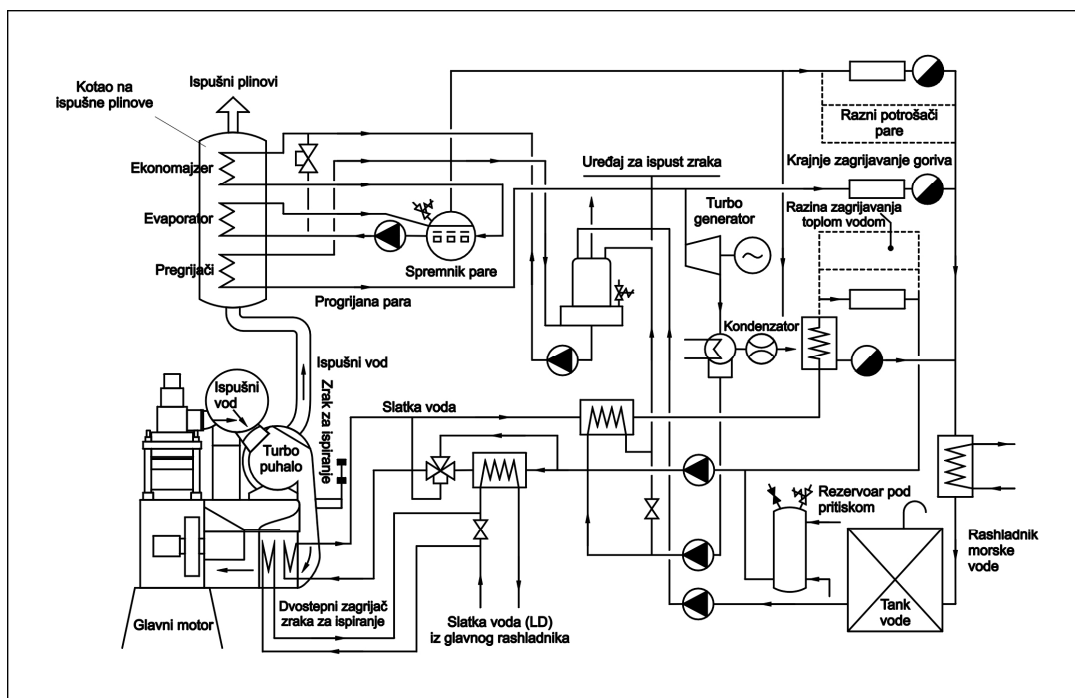 Ispušni plinovi
Kotao na
ispušne plinove
Ekonomajzer
Evaporator
Pregrijači
Spremnik pare
Progrijana para
Uređaj za ispust zraka
Turbo
generator
Kondenzator
Razni potrošači
pare
Krajnje zagrijavanje goriva
Razina zagrijavanja
toplom vodom
Ispušni vod
Ispušni
vod
Zrak za ispiranje
Turbo
puhalo
Slatka voda
Dvostepni zagrijač
zraka za ispiranje
Glavni motor
Slatka voda (LD)
iz glavnog rashladnika
Rezervoar pod
pritiskom
Tank
vode
Rashladnik
morske
vode